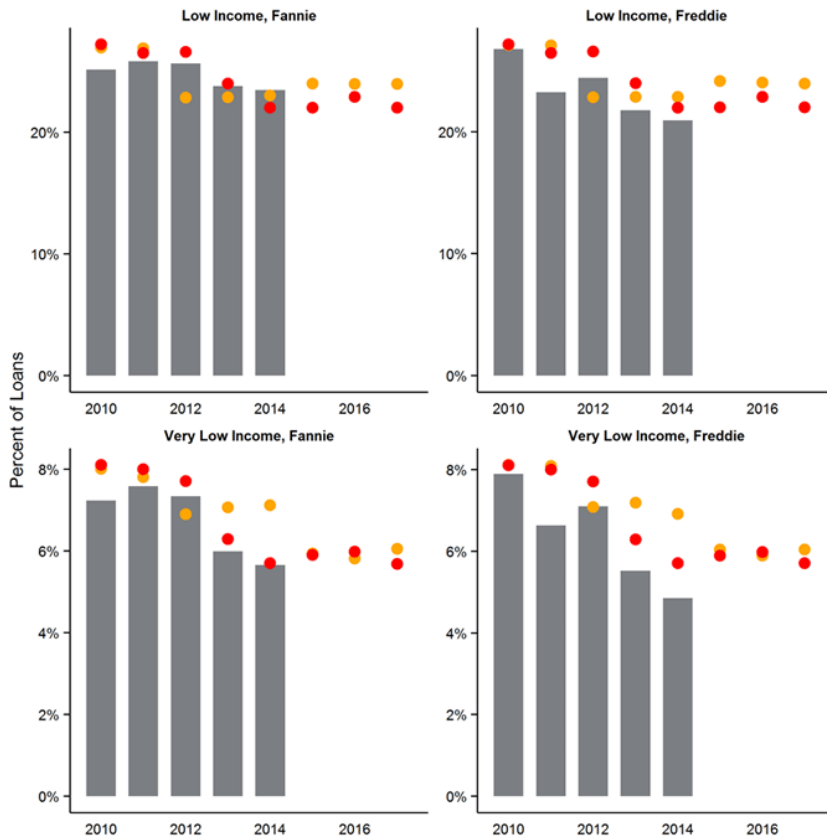 Low Income, Fannie
Low Income, Freddie
20%
10%
0%
20%
10%
0%
2010 2012 2014 2016
2010 2012 2014 2016
Percent of Loans
Very Low Income, Fannie
Very Low Income, Freddie
8%
6%
4%
2%
0%
8%
6%
4%
2%
0%
2010 2012 2014 2016
2010 2012 2014 2016